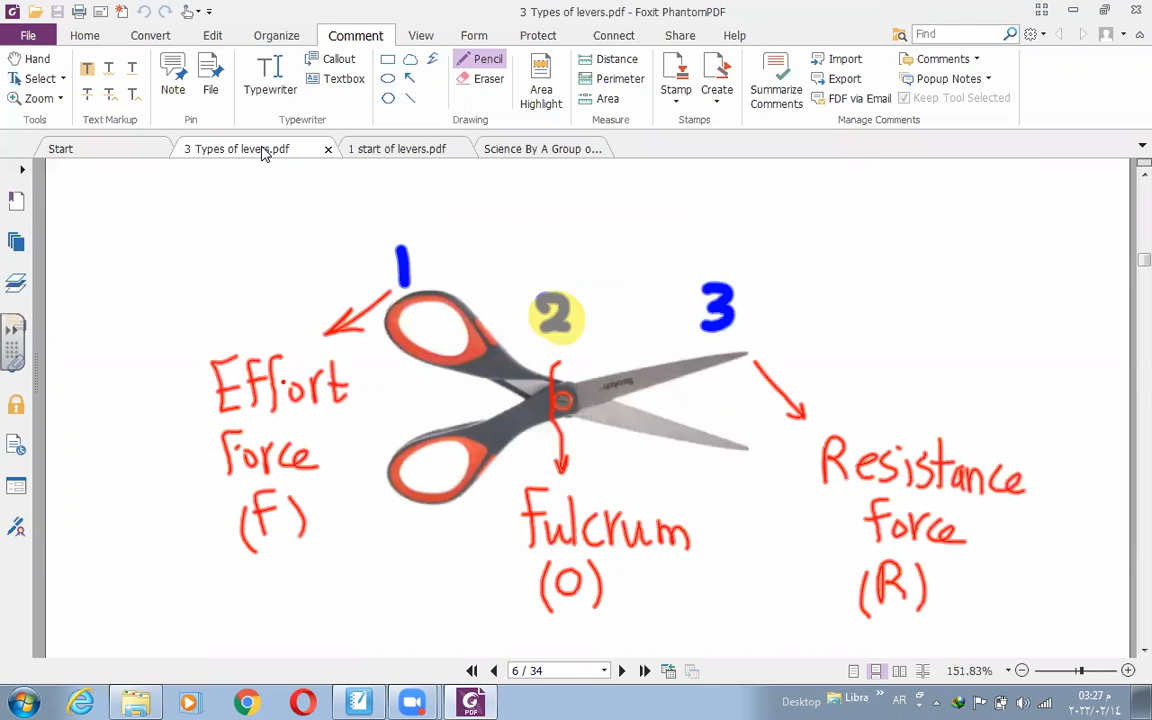 3 Types of levers.pdf - Foxit PhantomPDF
File Home Convert Edit Organize Comment View Form Protect Connect Share Help Find
Hand Select Zoom
Tools
T T T T T T
Text Markup
Note File
Pin
Typewriter Callout Textbox
Typewriter
Pencil Eraser Area Highlight
Drawing
Distance Perimeter Area
Measure
Stamp Create
Stamps
Summarize Comments Import Export FDF via Email Comments Popup Notes Keep Tool Selected
Manage Comments
Start 3 Types of levers.pdf 1 start of levers.pdf Science By A Group o...
1 2 3
Effort
Force
(F)
Fulcrum
(O)
Resistance
Force
(R)
6 / 34 151.83%
PDF Desktop Libra » AR 03:27 م
٢٠٢٢/٠٢/١٤